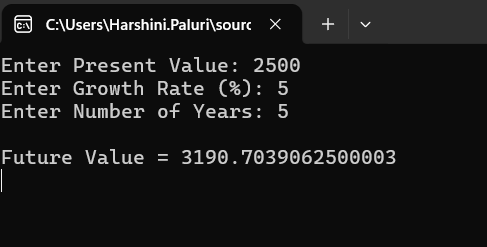 C:\Users\Harshini.Paluri\sourc
Enter Present Value: 2500
Enter Growth Rate (%): 5
Enter Number of Years: 5
Future Value = 3190.7039062500003